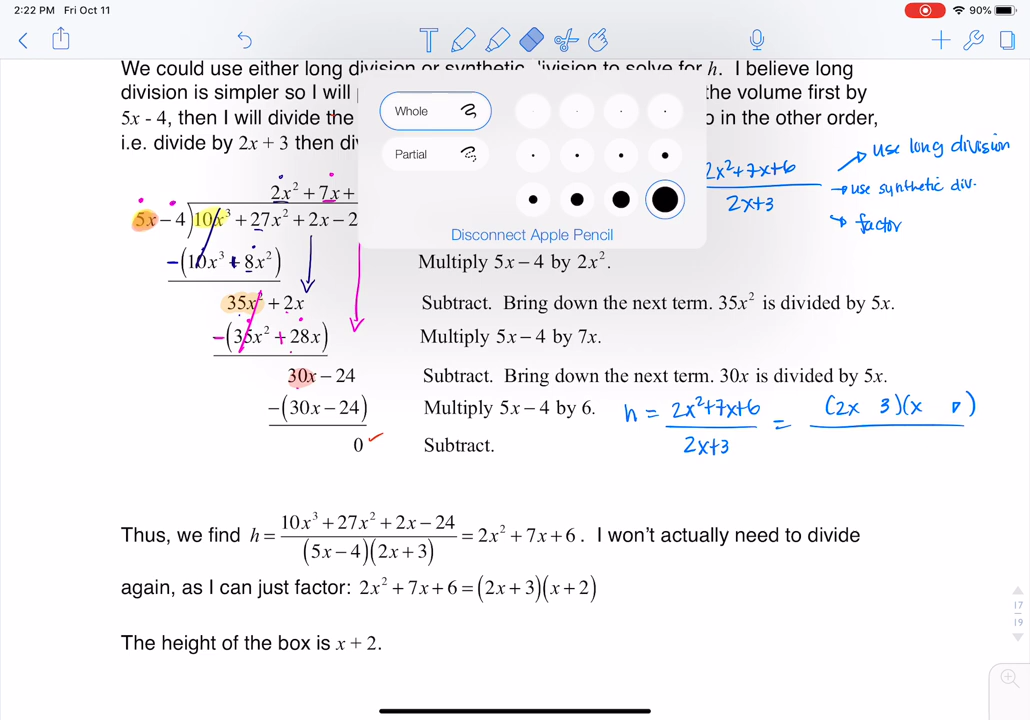 2:22 PM Fri Oct 11 90%
We could use either long division or synthetic division to solve for h. I believe long
division is simpler so I will the volume first by
5x - 4, then I will divide the in the other order,
i.e. divide by 2x + 3 then
Whole
Partial
Disconnect Apple Pencil
2x² + 7x +
5x − 4)10x³ + 27x² + 2x − 2
2x²+7x+6
2x+3
use long division
use synthetic div.
factor
−(10x³ + 8x²) Multiply 5x − 4 by 2x².
35x² + 2x Subtract. Bring down the next term. 35x² is divided by 5x.
−(35x² + 28x) Multiply 5x − 4 by 7x.
30x − 24 Subtract. Bring down the next term. 30x is divided by 5x.
−(30x − 24) Multiply 5x − 4 by 6.
0 ✓ Subtract.
h = 2x²+7x+6 / 2x+3 = (2x 3)(x )
Thus, we find h = 10x³ + 27x² + 2x − 24 / (5x − 4)(2x + 3) = 2x² + 7x + 6. I won't actually need to divide
again, as I can just factor: 2x² + 7x + 6 = (2x + 3)(x + 2)
The height of the box is x + 2.
17
19